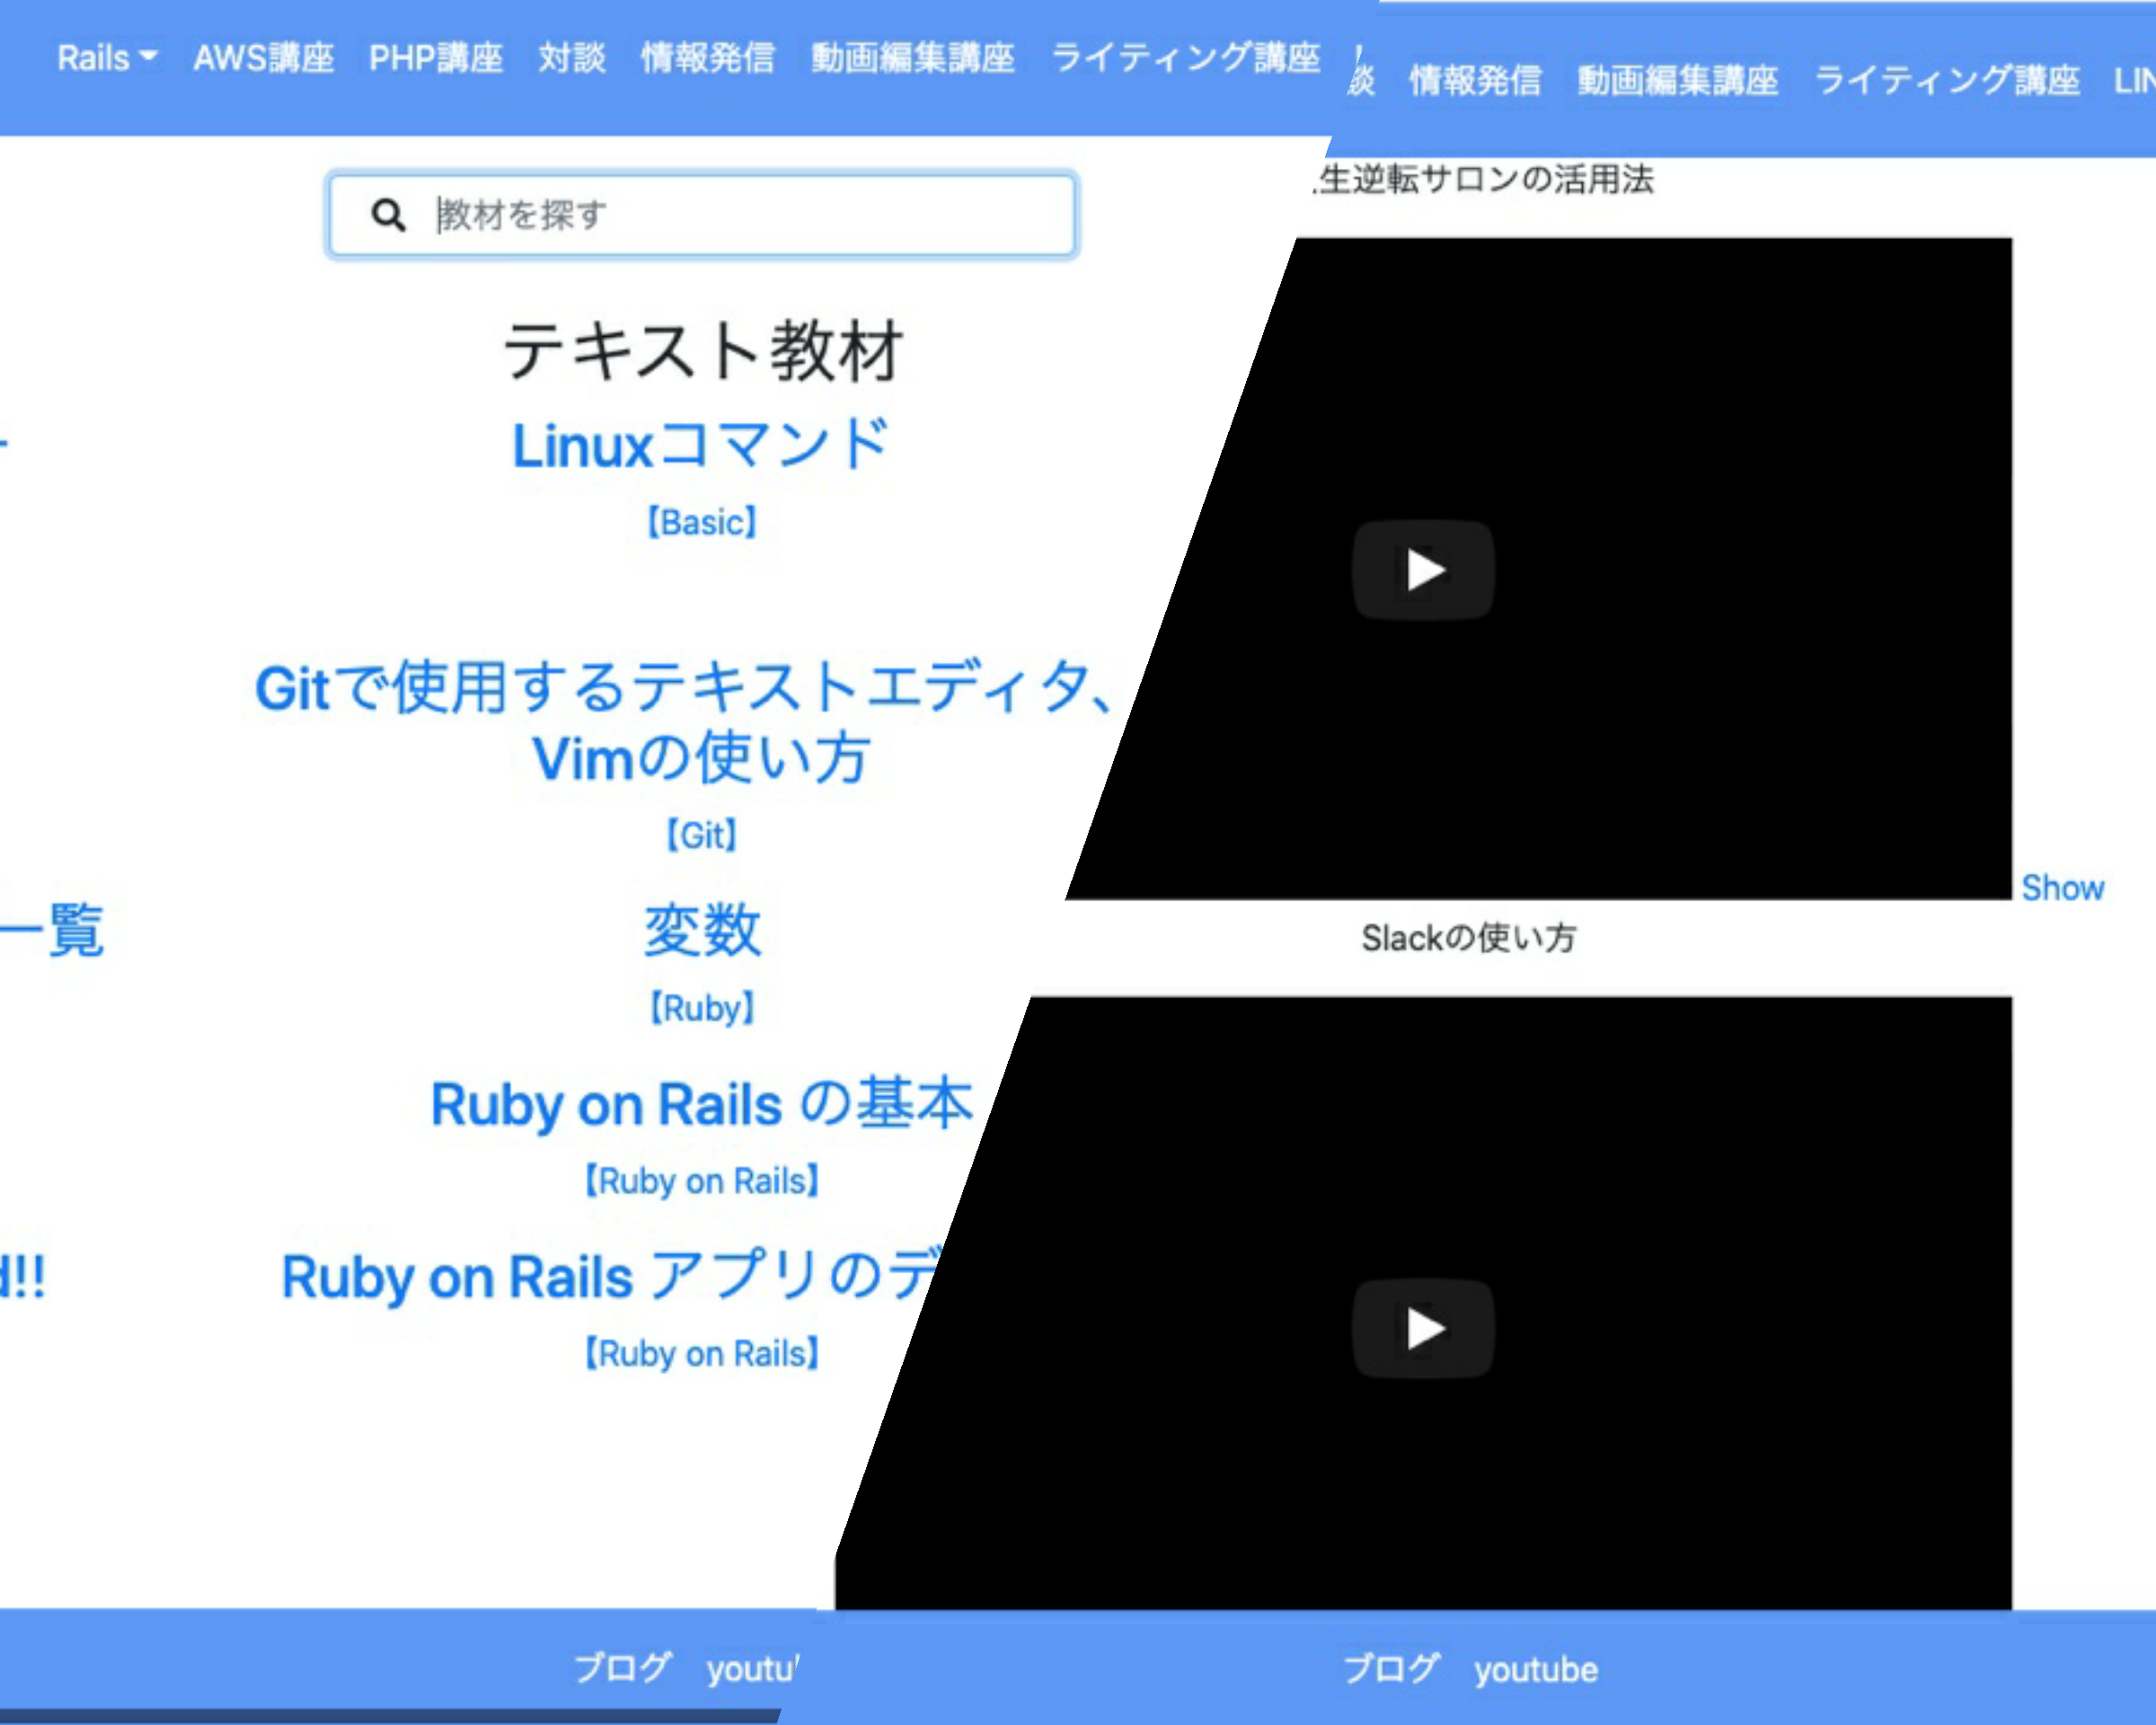 Rails AWS講座 PHP講座 対談 情報発信 動画編集講座 ライティング講座
教材を探す
テキスト教材
Linuxコマンド
【Basic】
Gitで使用するテキストエディタ、
Vimの使い方
【Git】
一覧
変数
【Ruby】
Ruby on Rails の基本
【Ruby on Rails】
d!!
Ruby on Rails アプリのデ
【Ruby on Rails】
ブログ youtu
談 情報発信 動画編集講座 ライティング講座 LIN
生逆転サロンの活用法
Show
Slackの使い方
ブログ youtube